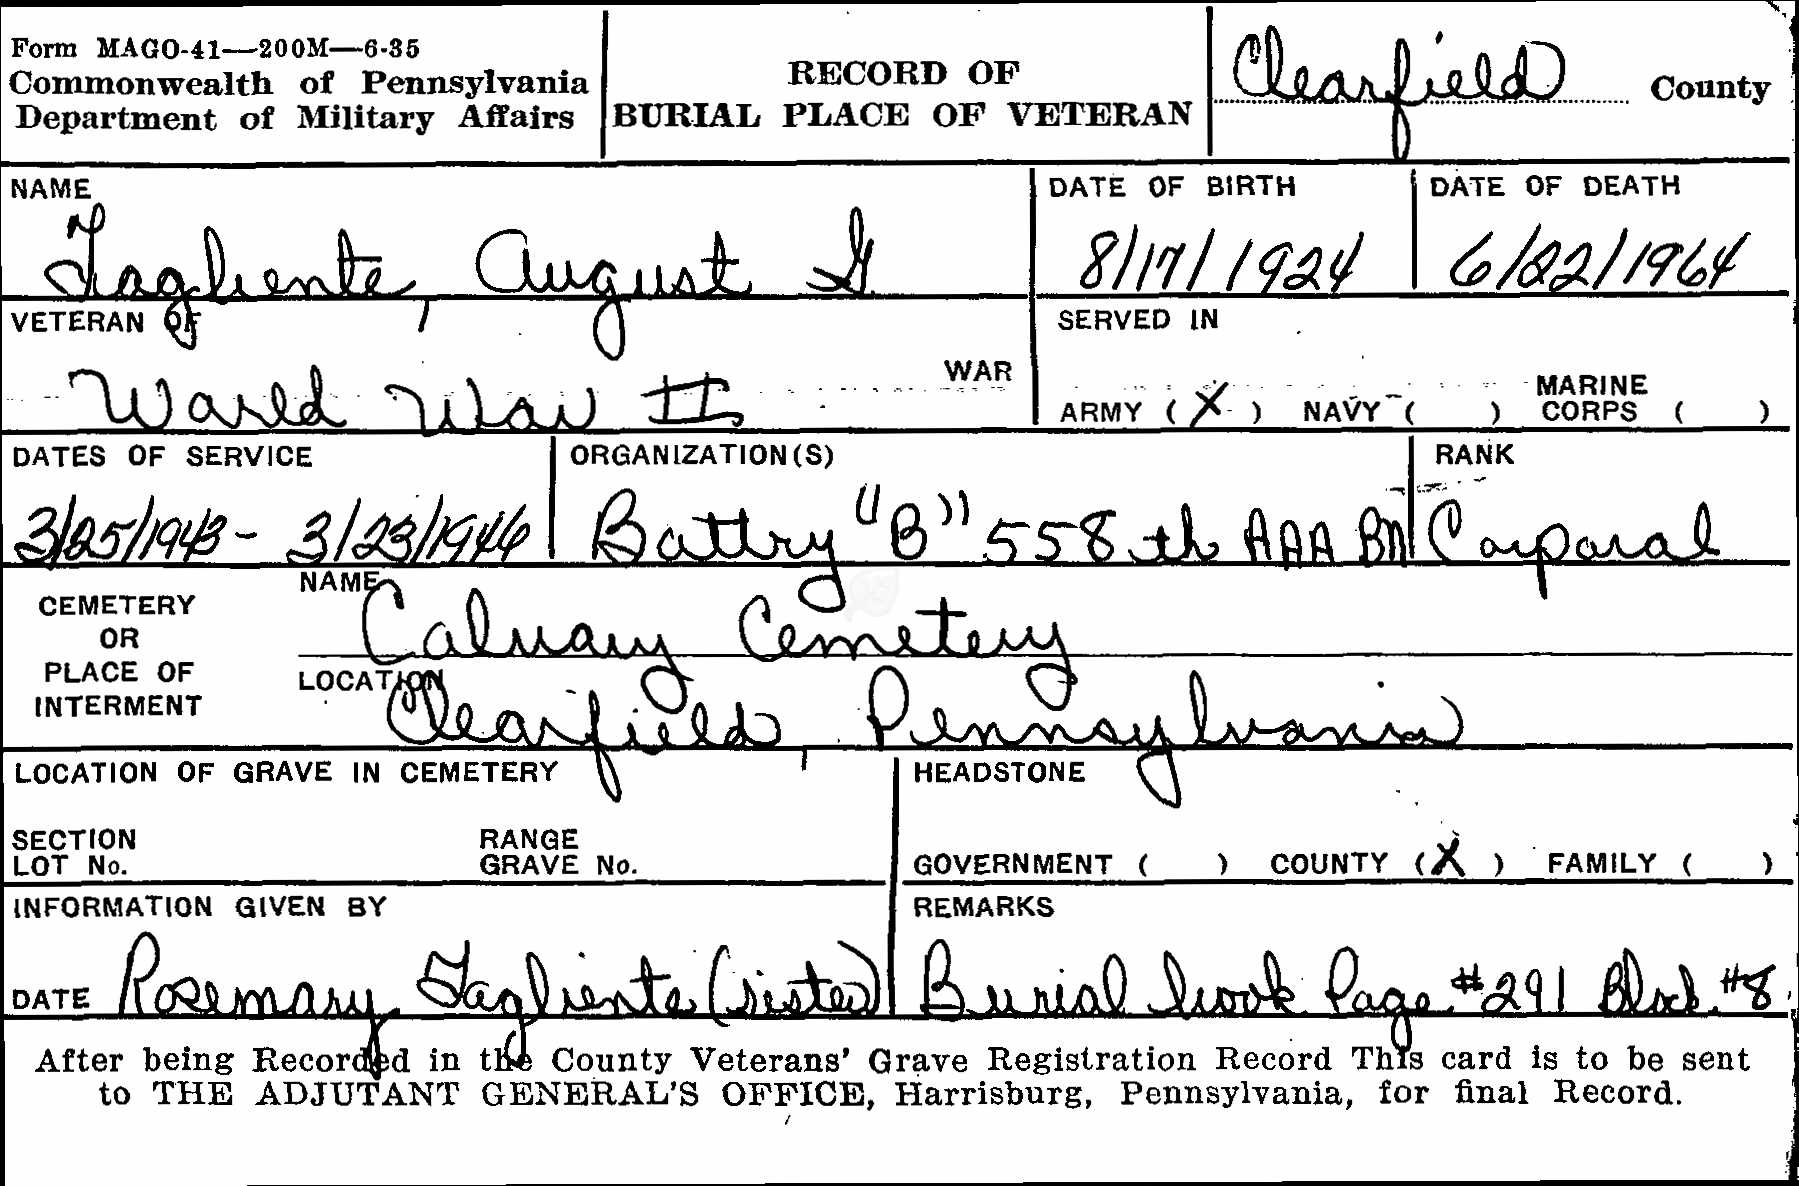 Form MAGO-41—200M—6-35
Commonwealth of Pennsylvania
Department of Military Affairs
RECORD OF
BURIAL PLACE OF VETERAN
Clearfield County
NAME
Tagliente, August G
DATE OF BIRTH
8/17/1924
DATE OF DEATH
6/22/1964
VETERAN OF
World War II WAR
SERVED IN
ARMY (X) NAVY ( ) MARINE CORPS ( )
DATES OF SERVICE
3/25/1943 - 3/23/1946
ORGANIZATION(S)
Battry "B" 558th AAA BN
RANK
Corporal
CEMETERY
OR
PLACE OF
INTERMENT
NAME
Calvary Cemetery
LOCATION
Clearfield, Pennsylvania
LOCATION OF GRAVE IN CEMETERY
SECTION RANGE
LOT No. GRAVE No.
HEADSTONE
GOVERNMENT ( ) COUNTY (X) FAMILY ( )
INFORMATION GIVEN BY
DATE Rosemary Tagliente (sister)
REMARKS
Burial book Page #291 Block #8
After being Recorded in the County Veterans' Grave Registration Record This card is to be sent
to THE ADJUTANT GENERAL'S OFFICE, Harrisburg, Pennsylvania, for final Record.